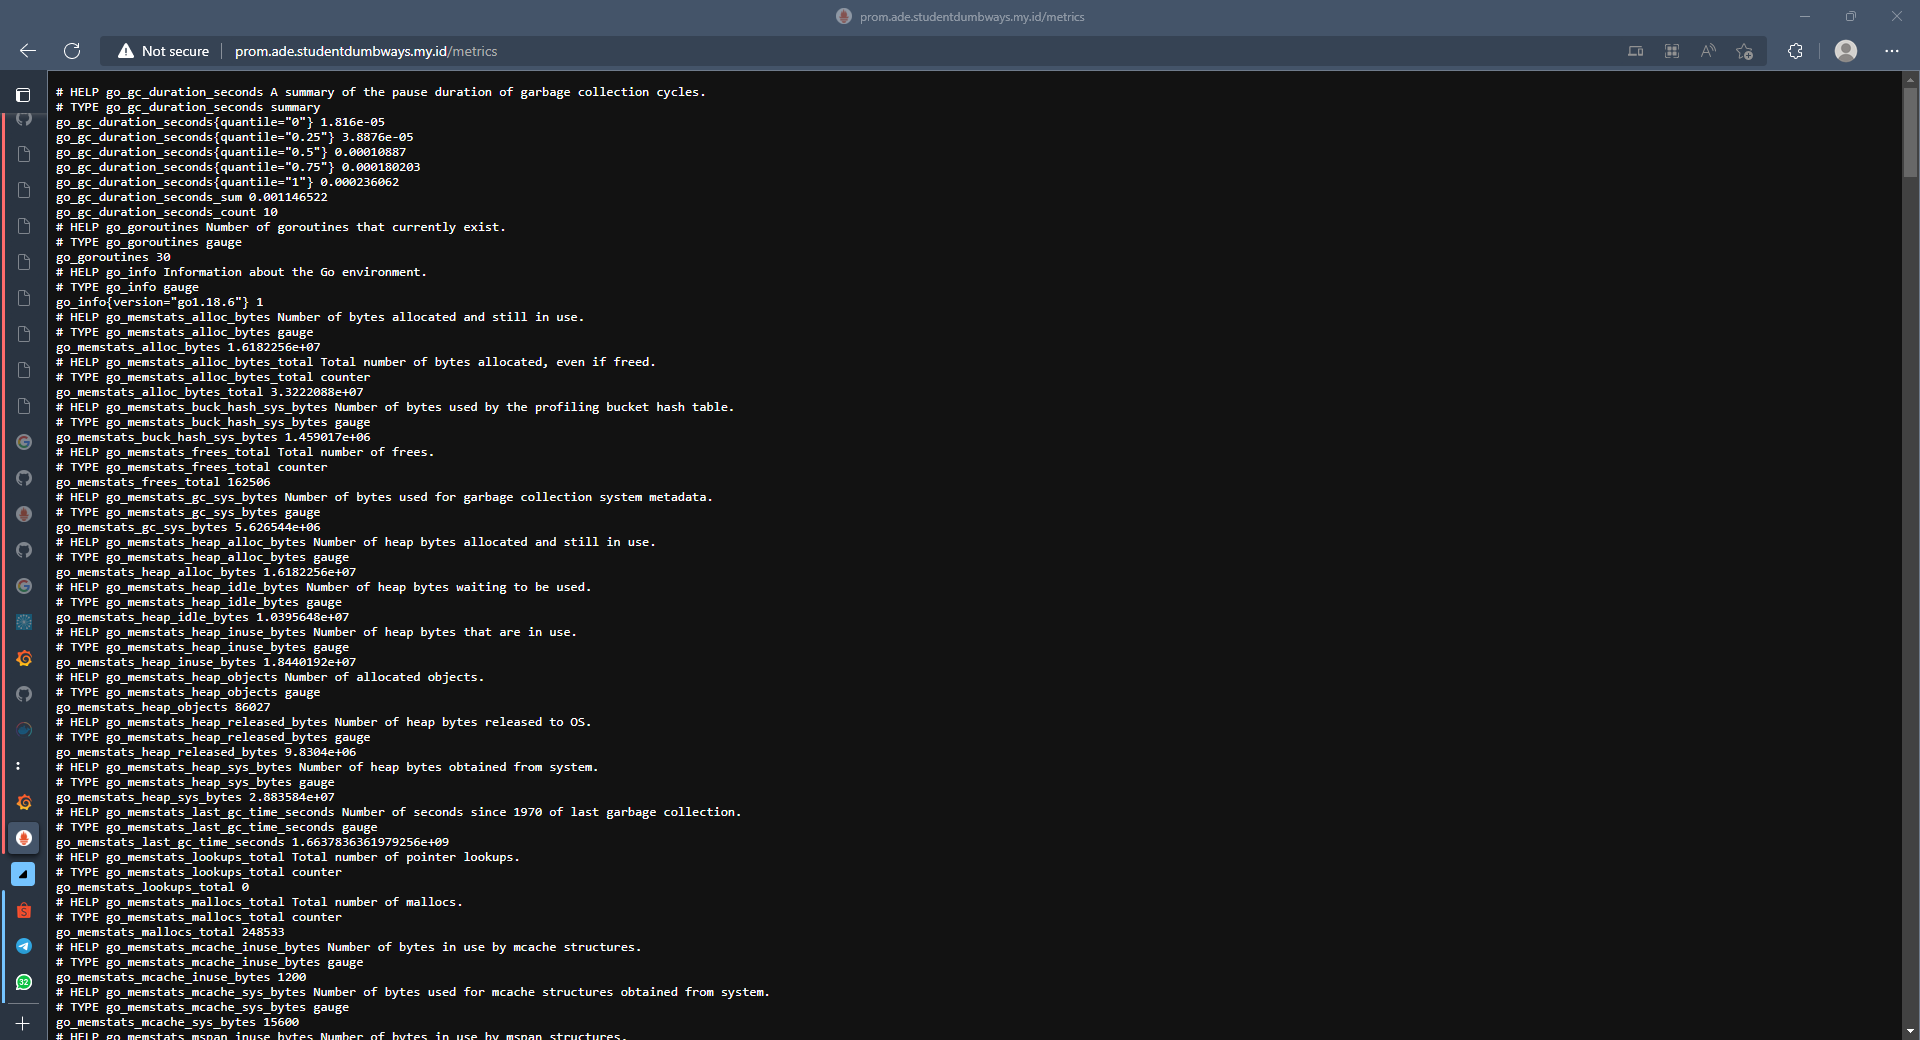 prom.ade.studentdumbways.my.id/metrics
Not secure
prom.ade.studentdumbways.my.id/metrics
# HELP go_gc_duration_seconds A summary of the pause duration of garbage collection cycles.
# TYPE go_gc_duration_seconds summary
go_gc_duration_seconds{quantile="0"} 1.816e-05
go_gc_duration_seconds{quantile="0.25"} 3.8876e-05
go_gc_duration_seconds{quantile="0.5"} 0.00010887
go_gc_duration_seconds{quantile="0.75"} 0.000180203
go_gc_duration_seconds{quantile="1"} 0.000236062
go_gc_duration_seconds_sum 0.001146522
go_gc_duration_seconds_count 10
# HELP go_goroutines Number of goroutines that currently exist.
# TYPE go_goroutines gauge
go_goroutines 30
# HELP go_info Information about the Go environment.
# TYPE go_info gauge
go_info{version="go1.18.6"} 1
# HELP go_memstats_alloc_bytes Number of bytes allocated and still in use.
# TYPE go_memstats_alloc_bytes gauge
go_memstats_alloc_bytes 1.6182256e+07
# HELP go_memstats_alloc_bytes_total Total number of bytes allocated, even if freed.
# TYPE go_memstats_alloc_bytes_total counter
go_memstats_alloc_bytes_total 3.3222088e+07
# HELP go_memstats_buck_hash_sys_bytes Number of bytes used by the profiling bucket hash table.
# TYPE go_memstats_buck_hash_sys_bytes gauge
go_memstats_buck_hash_sys_bytes 1.459017e+06
# HELP go_memstats_frees_total Total number of frees.
# TYPE go_memstats_frees_total counter
go_memstats_frees_total 162506
# HELP go_memstats_gc_sys_bytes Number of bytes used for garbage collection system metadata.
# TYPE go_memstats_gc_sys_bytes gauge
go_memstats_gc_sys_bytes 5.626544e+06
# HELP go_memstats_heap_alloc_bytes Number of heap bytes allocated and still in use.
# TYPE go_memstats_heap_alloc_bytes gauge
go_memstats_heap_alloc_bytes 1.6182256e+07
# HELP go_memstats_heap_idle_bytes Number of heap bytes waiting to be used.
# TYPE go_memstats_heap_idle_bytes gauge
go_memstats_heap_idle_bytes 1.0395648e+07
# HELP go_memstats_heap_inuse_bytes Number of heap bytes that are in use.
# TYPE go_memstats_heap_inuse_bytes gauge
go_memstats_heap_inuse_bytes 1.8440192e+07
# HELP go_memstats_heap_objects Number of allocated objects.
# TYPE go_memstats_heap_objects gauge
go_memstats_heap_objects 86027
# HELP go_memstats_heap_released_bytes Number of heap bytes released to OS.
# TYPE go_memstats_heap_released_bytes gauge
go_memstats_heap_released_bytes 9.8304e+06
# HELP go_memstats_heap_sys_bytes Number of heap bytes obtained from system.
# TYPE go_memstats_heap_sys_bytes gauge
go_memstats_heap_sys_bytes 2.883584e+07
# HELP go_memstats_last_gc_time_seconds Number of seconds since 1970 of last garbage collection.
# TYPE go_memstats_last_gc_time_seconds gauge
go_memstats_last_gc_time_seconds 1.6637836361979256e+09
# HELP go_memstats_lookups_total Total number of pointer lookups.
# TYPE go_memstats_lookups_total counter
go_memstats_lookups_total 0
# HELP go_memstats_mallocs_total Total number of mallocs.
# TYPE go_memstats_mallocs_total counter
go_memstats_mallocs_total 248533
# HELP go_memstats_mcache_inuse_bytes Number of bytes in use by mcache structures.
# TYPE go_memstats_mcache_inuse_bytes gauge
go_memstats_mcache_inuse_bytes 1200
# HELP go_memstats_mcache_sys_bytes Number of bytes used for mcache structures obtained from system.
# TYPE go_memstats_mcache_sys_bytes gauge
go_memstats_mcache_sys_bytes 15600
# HELP go_memstats_mspan_inuse_bytes Number of bytes in use by mspan structures.
32